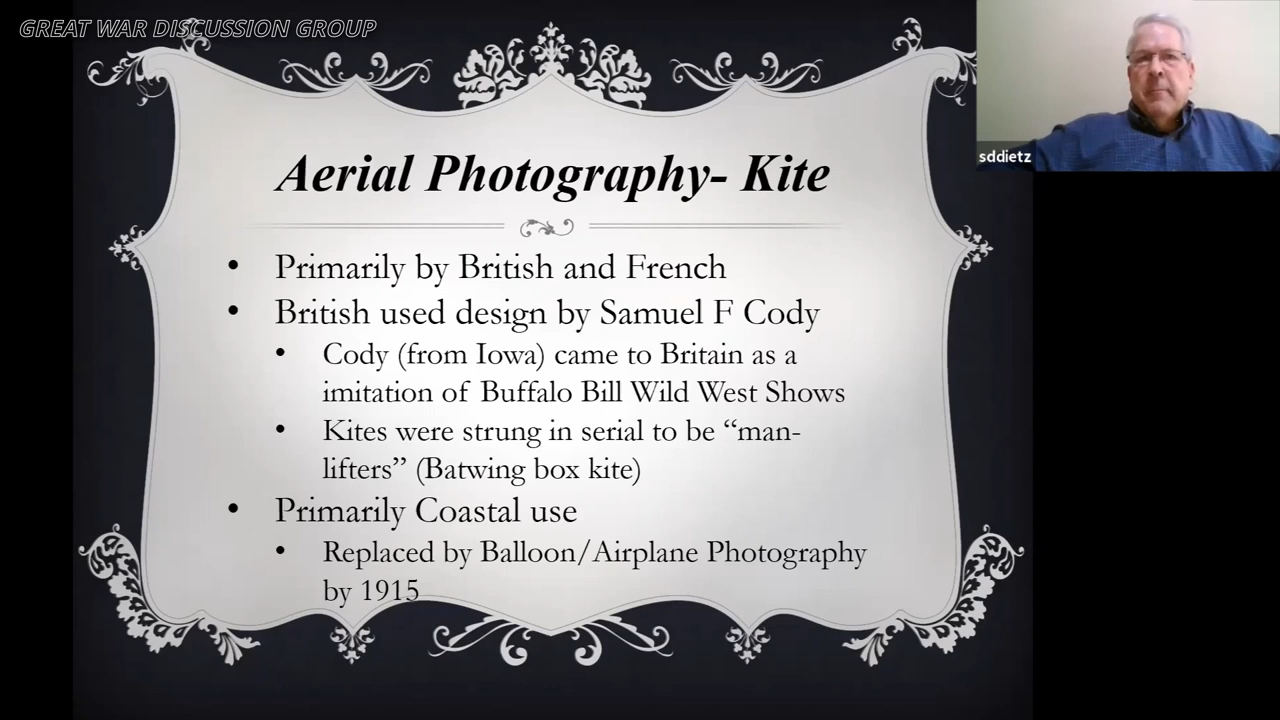 GREAT WAR DISCUSSION GROUP
sddietz
Aerial Photography- Kite
• Primarily by British and French
• British used design by Samuel F Cody
• Cody (from Iowa) came to Britain as a
imitation of Buffalo Bill Wild West Shows
• Kites were strung in serial to be “man-
lifters” (Batwing box kite)
• Primarily Coastal use
• Replaced by Balloon/Airplane Photography
by 1915